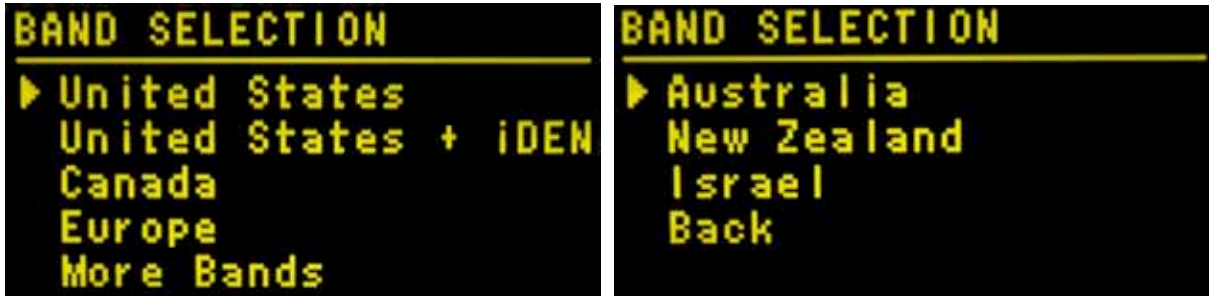 BAND SELECTION
United States
United States + iDEN
Canada
Europe
More Bands
BAND SELECTION
Australia
New Zealand
Israel
Back